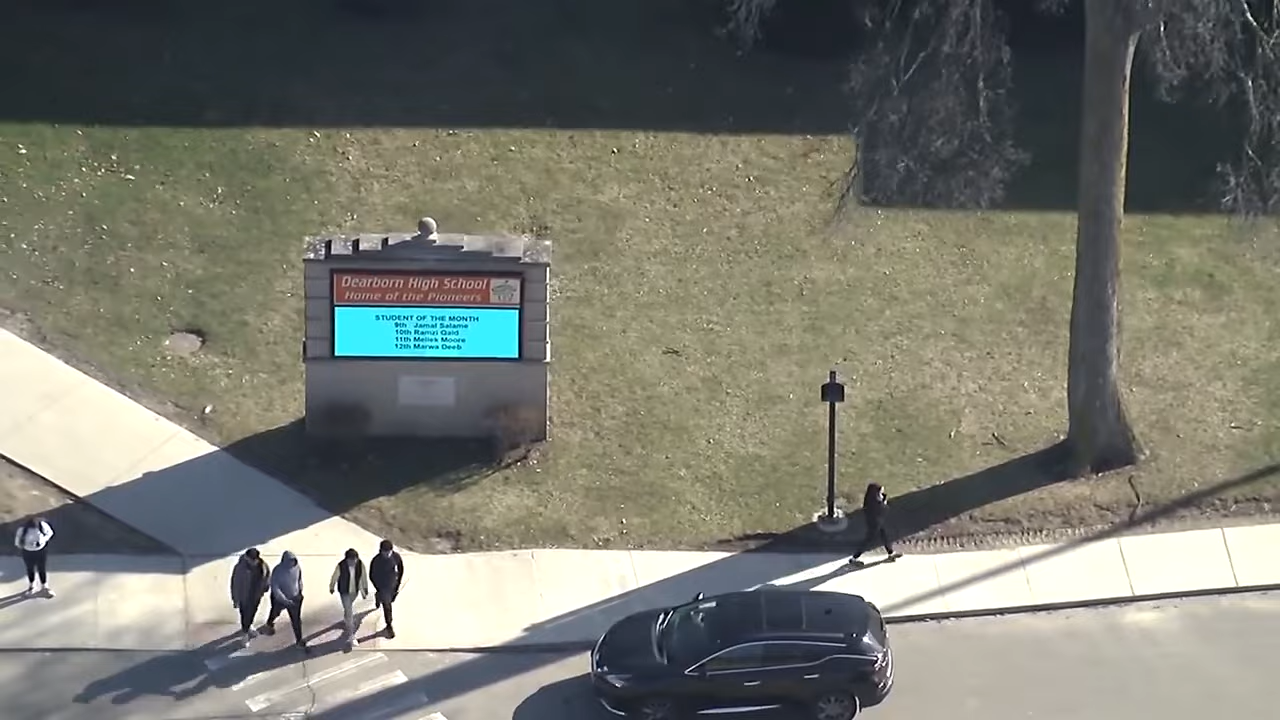 Dearborn High School
Home of the Pioneers
STUDENT OF THE MONTH
9th Jamal Salame
10th Ramzi Qaid
11th Mellek Moore
12th Marwa Deeb